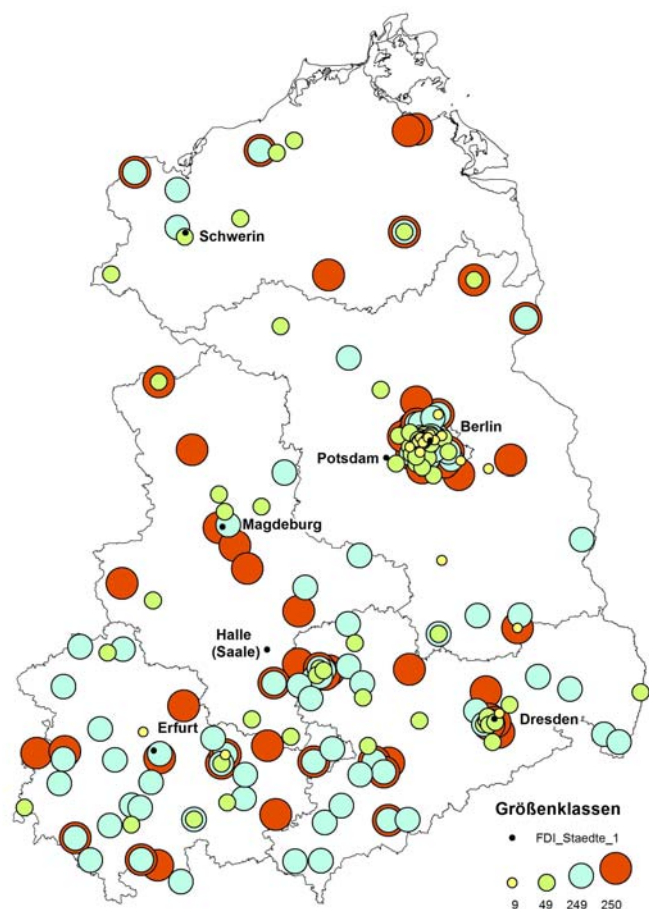 Schwerin
Berlin
Potsdam
Magdeburg
Halle
(Saale)
Erfurt
Dresden
Größenklassen
FDI_Staedte_1
9 49 249 250